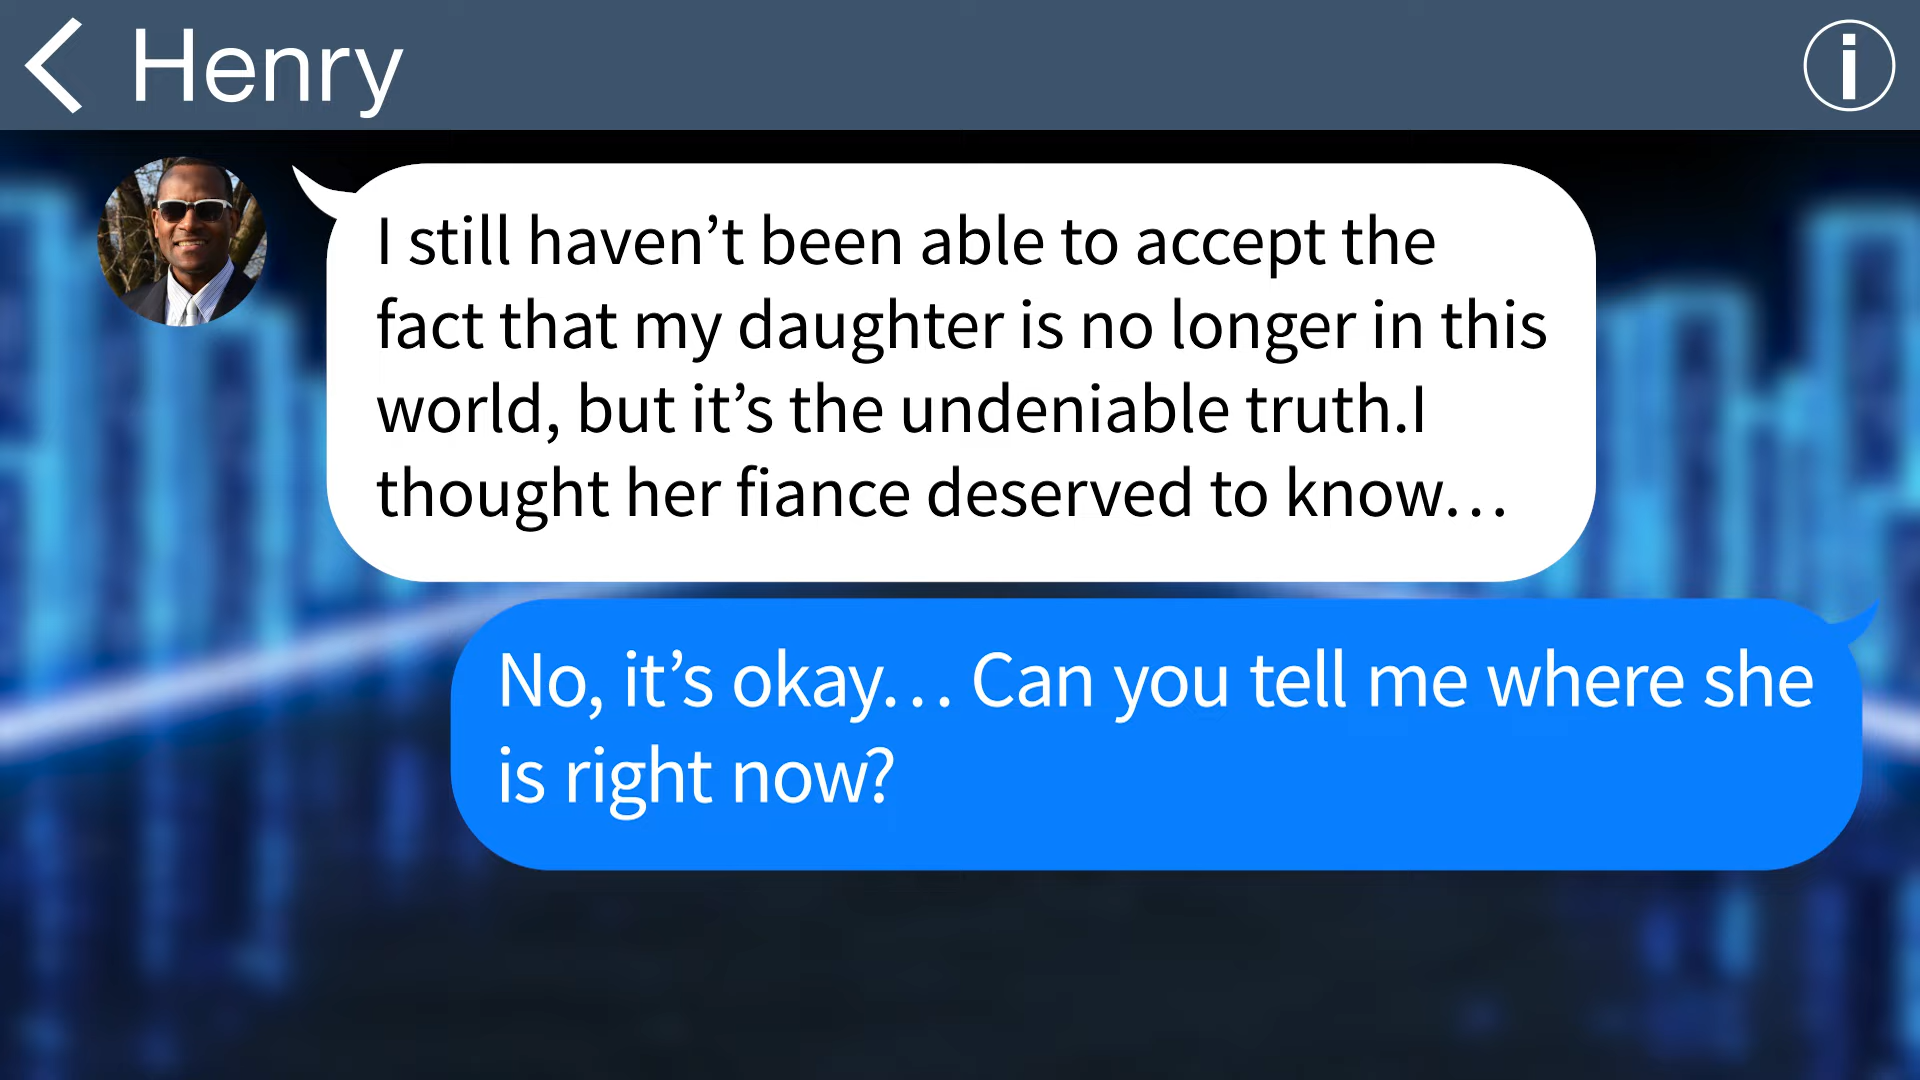 Henry
I still haven’t been able to accept the
fact that my daughter is no longer in this
world, but it’s the undeniable truth.I
thought her fiance deserved to know…
No, it’s okay… Can you tell me where she
is right now?